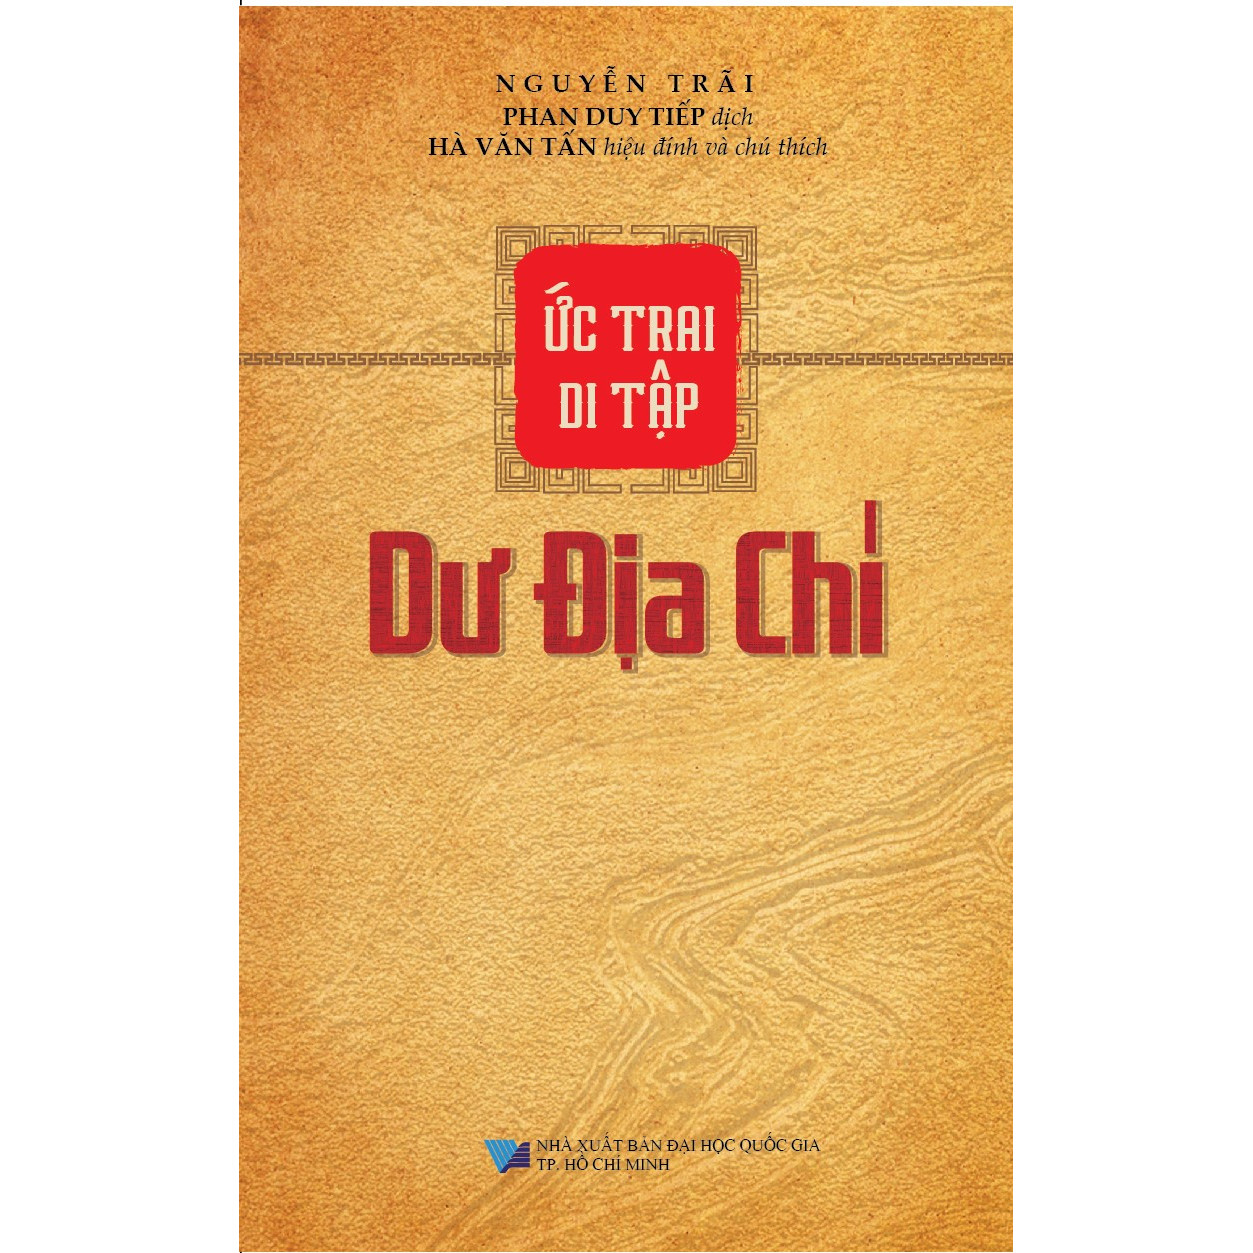 NGUYỄN TRÃI
PHAN DUY TIẾP dịch
HÀ VĂN TẤN hiệu đính và chú thích
ỨC TRAI
DI TẬP
Dư Địa Chí
NHÀ XUẤT BẢN ĐẠI HỌC QUỐC GIA
TP. HỒ CHÍ MINH